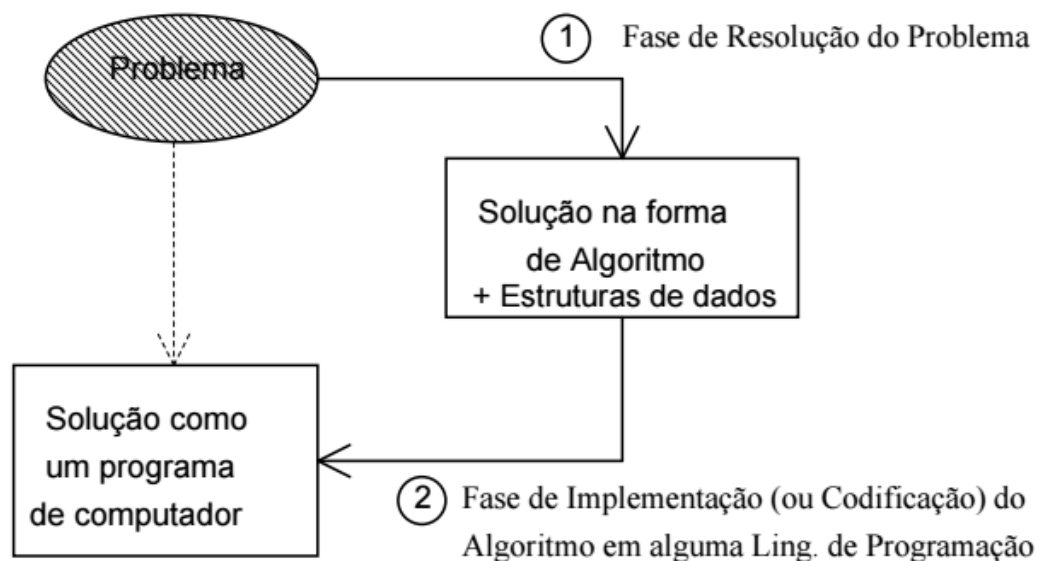 1 Fase de Resolução do Problema
Problema
Solução na forma
de Algoritmo
+ Estruturas de dados
Solução como
um programa
de computador
2 Fase de Implementação (ou Codificação) do
Algoritmo em alguma Ling. de Programação